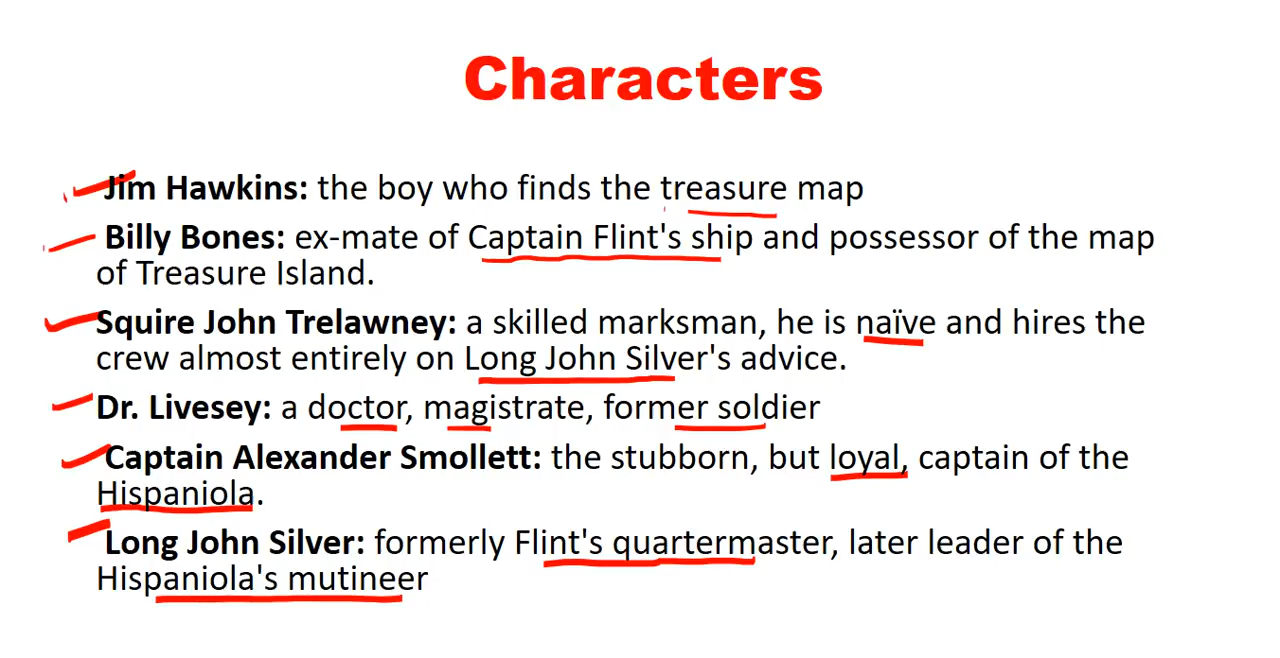 Characters
Jim Hawkins: the boy who finds the treasure map
Billy Bones: ex-mate of Captain Flint's ship and possessor of the map
of Treasure Island.
Squire John Trelawney: a skilled marksman, he is naïve and hires the
crew almost entirely on Long John Silver's advice.
Dr. Livesey: a doctor, magistrate, former soldier
Captain Alexander Smollett: the stubborn, but loyal, captain of the
Hispaniola.
Long John Silver: formerly Flint's quartermaster, later leader of the
Hispaniola's mutineer